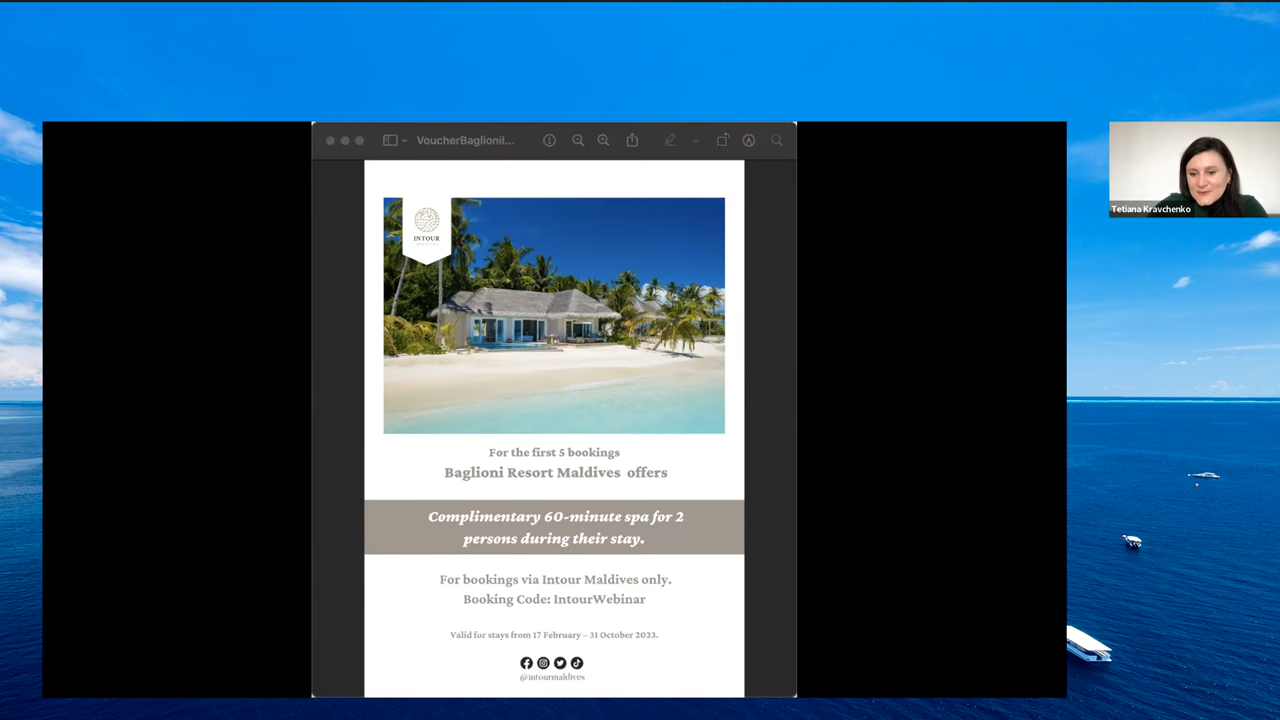 VoucherBaglioniI...
INTOUR
For the first 5 bookings
Baglioni Resort Maldives offers
Complimentary 60-minute spa for 2
persons during their stay.
For bookings via Intour Maldives only.
Booking Code: IntourWebinar
Valid for stays from 17 February – 31 October 2023.
@intourmaldives
Tetiana Kravchenko